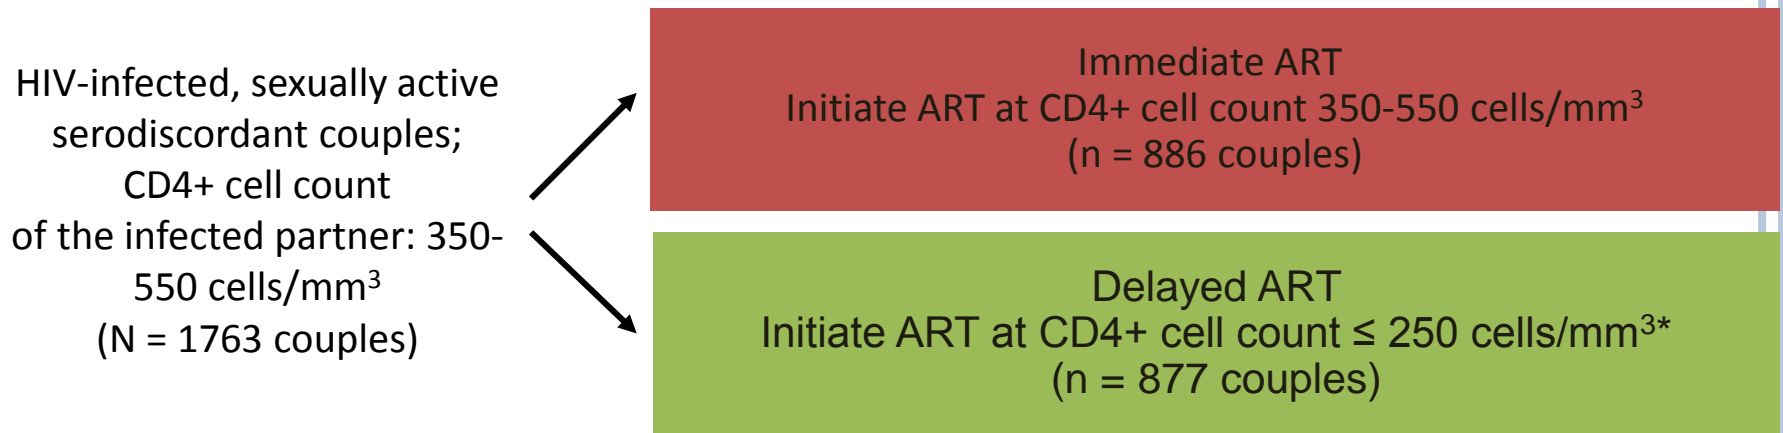 HIV-infected, sexually active
serodiscordant couples;
CD4+ cell count
of the infected partner: 350-
550 cells/mm³
(N = 1763 couples)
Immediate ART
Initiate ART at CD4+ cell count 350-550 cells/mm³
(n = 886 couples)
Delayed ART
Initiate ART at CD4+ cell count ≤ 250 cells/mm³*
(n = 877 couples)